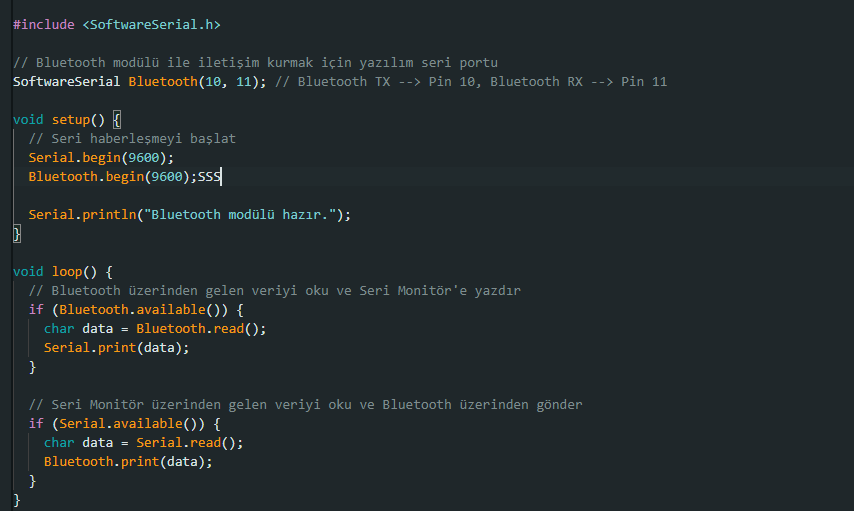 #include <SoftwareSerial.h>
// Bluetooth modülü ile iletişim kurmak için yazılım seri portu
SoftwareSerial Bluetooth(10, 11); // Bluetooth TX --> Pin 10, Bluetooth RX --> Pin 11
void setup() {
// Seri haberleşmeyi başlat
Serial.begin(9600);
Bluetooth.begin(9600);SSS
Serial.println("Bluetooth modülü hazır.");
}
void loop() {
// Bluetooth üzerinden gelen veriyi oku ve Seri Monitör'e yazdır
if (Bluetooth.available()) {
char data = Bluetooth.read();
Serial.print(data);
}
// Seri Monitör üzerinden gelen veriyi oku ve Bluetooth üzerinden gönder
if (Serial.available()) {
char data = Serial.read();
Bluetooth.print(data);
}
}